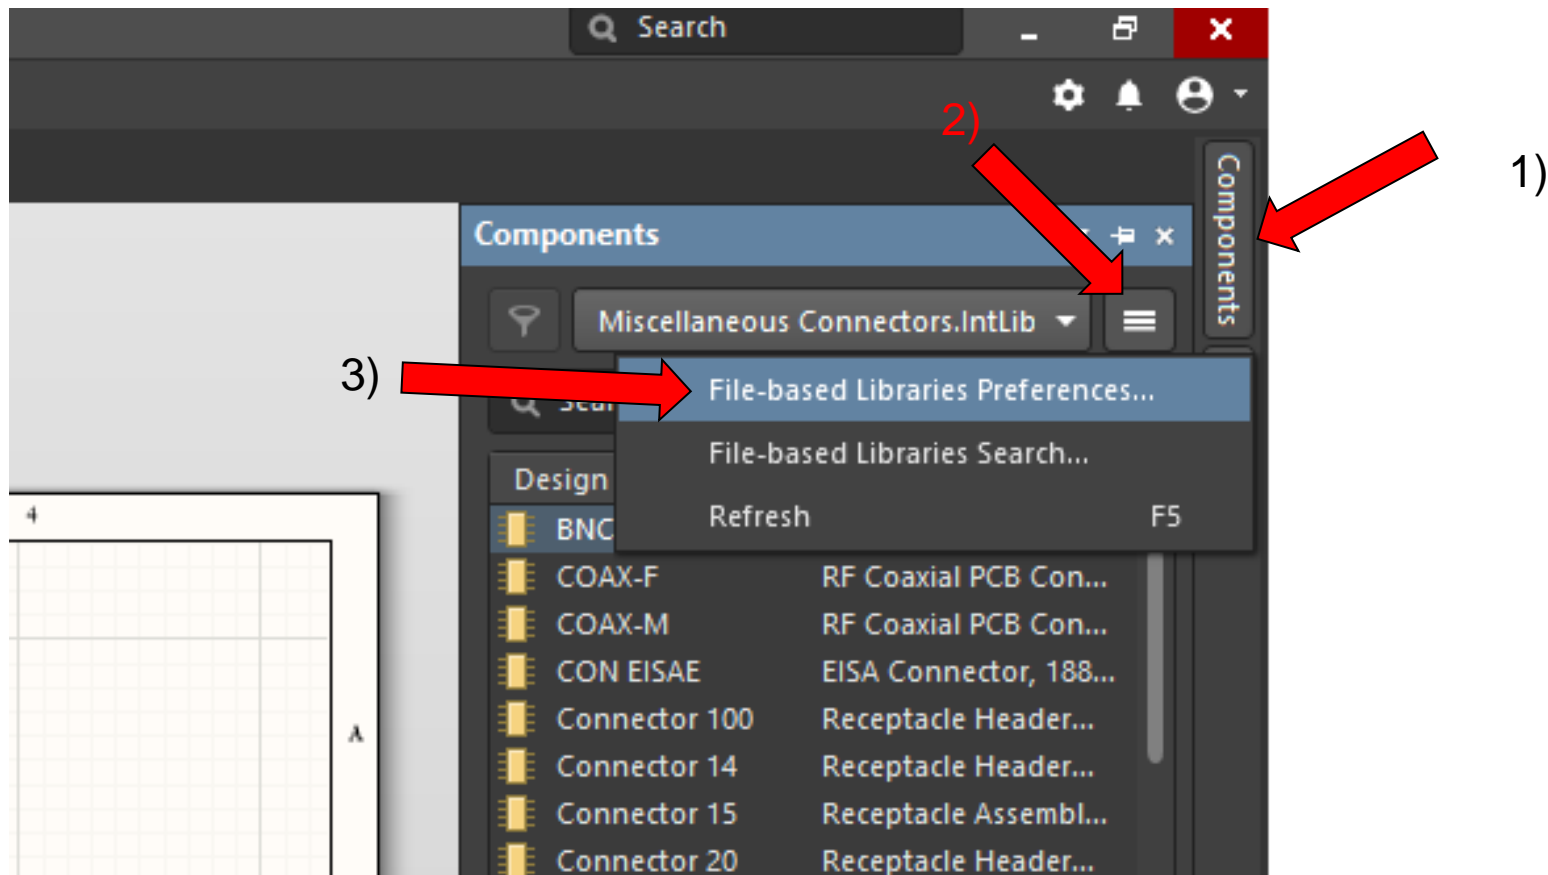 Search
2)
1)
Components
Components
Miscellaneous Connectors.IntLib
3)
File-based Libraries Preferences...
File-based Libraries Search...
Design
Refresh F5
4
BNC
COAX-F RF Coaxial PCB Con...
COAX-M RF Coaxial PCB Con...
CON EISAE EISA Connector, 188...
Connector 100 Receptacle Header...
A
Connector 14 Receptacle Header...
Connector 15 Receptacle Assembl...
Connector 20 Receptacle Header...